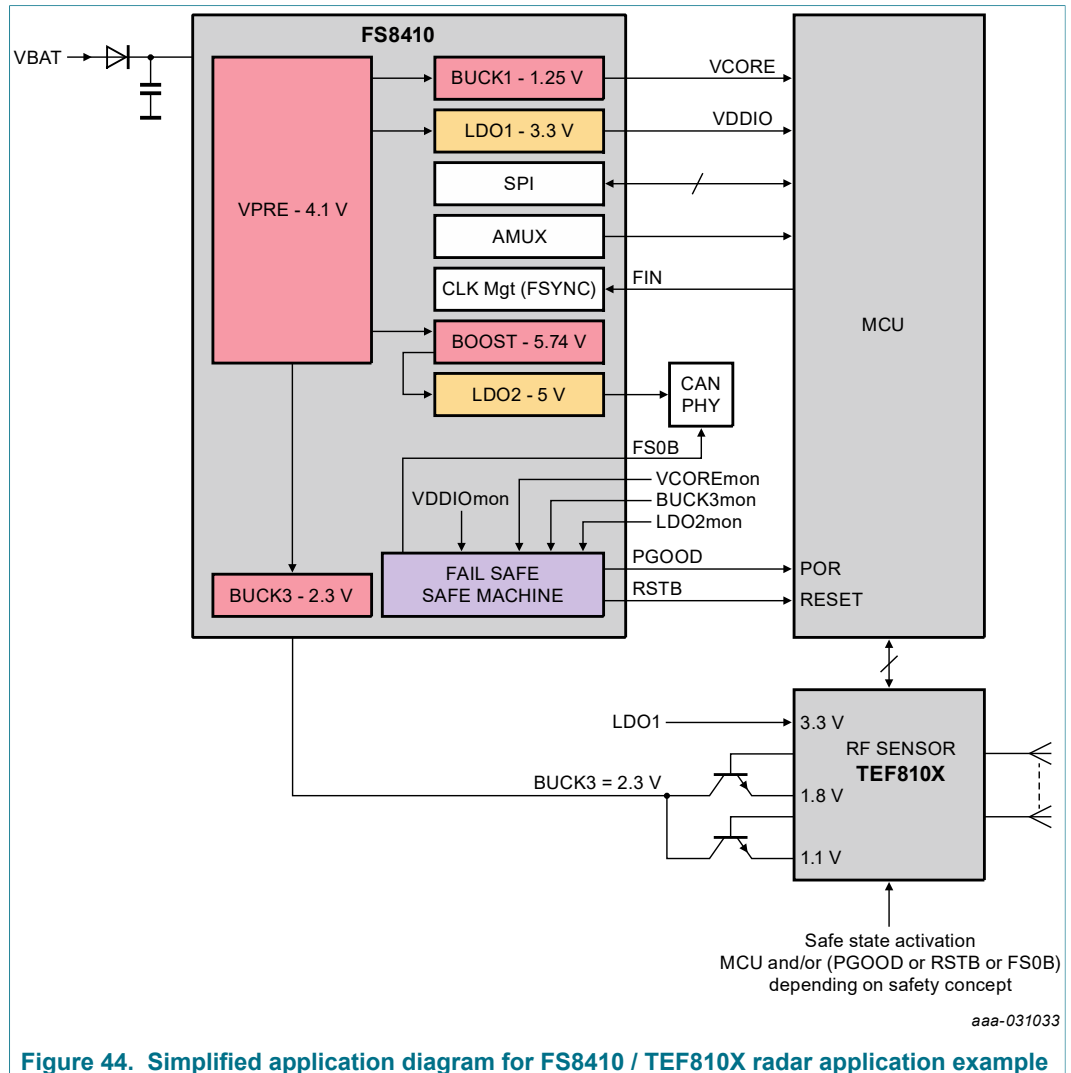 FS8410
VBAT
BUCK1 - 1.25 V
VCORE
LDO1 - 3.3 V
VDDIO
SPI
VPRE - 4.1 V
AMUX
CLK Mgt (FSYNC)
FIN
MCU
BOOST - 5.74 V
LDO2 - 5 V
CAN
PHY
FS0B
VCOREmon
VDDIOmon
BUCK3mon
LDO2mon
PGOOD
POR
FAIL SAFE
SAFE MACHINE
RSTB
RESET
BUCK3 - 2.3 V
LDO1
3.3 V
RF SENSOR
TEF810X
BUCK3 = 2.3 V
1.8 V
1.1 V
Safe state activation
MCU and/or (PGOOD or RSTB or FS0B)
depending on safety concept
aaa-031033
Figure 44. Simplified application diagram for FS8410 / TEF810X radar application example